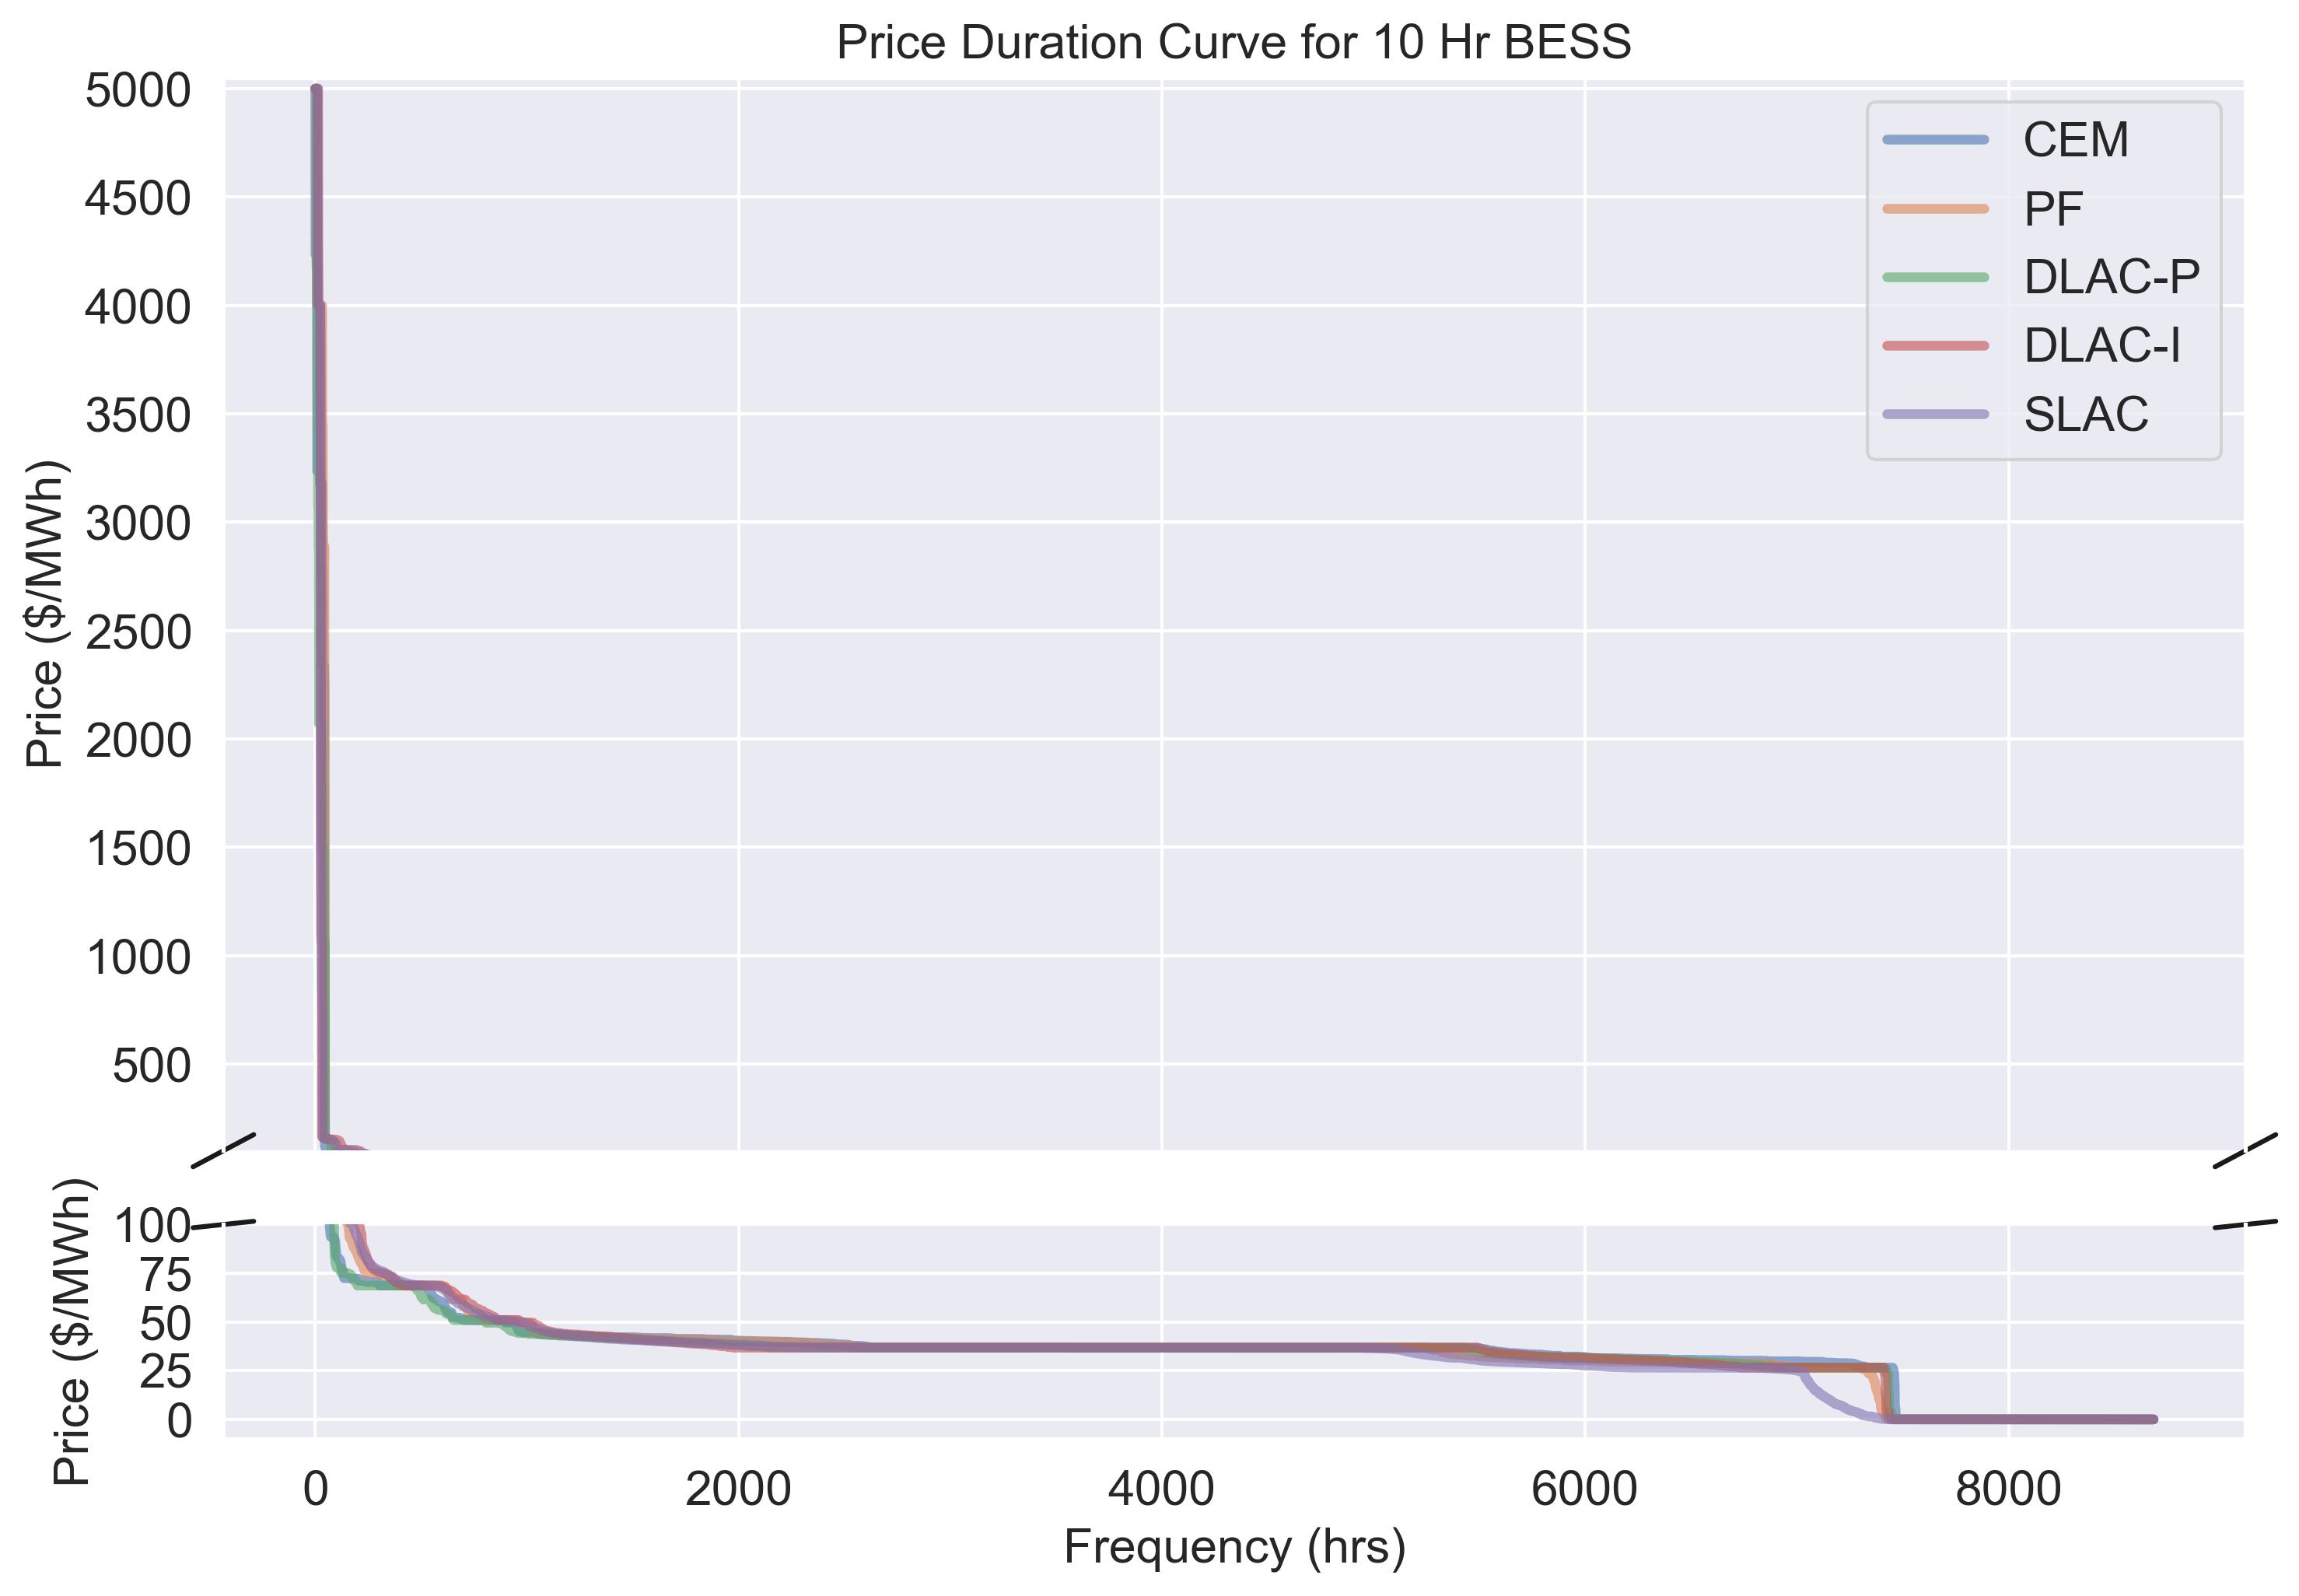 Price Duration Curve for 10 Hr BESS
5000
4500
4000
3500
3000
2500
2000
1500
1000
500
Price ($/MWh)
CEM
PF
DLAC-P
DLAC-I
SLAC
100
75
50
25
0
Price ($/MWh)
0 2000 4000 6000 8000
Frequency (hrs)